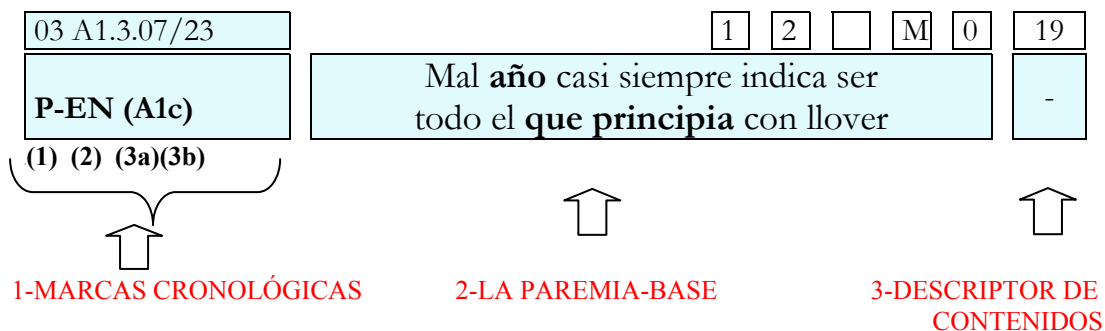 03 A1.3.07/23 1 2 M 0 19
P-EN (A1c)
Mal año casi siempre indica ser
todo el que principia con llover
-
(1) (2) (3a)(3b)
1-MARCAS CRONOLÓGICAS 2-LA PAREMIA-BASE 3-DESCRIPTOR DE
CONTENIDOS